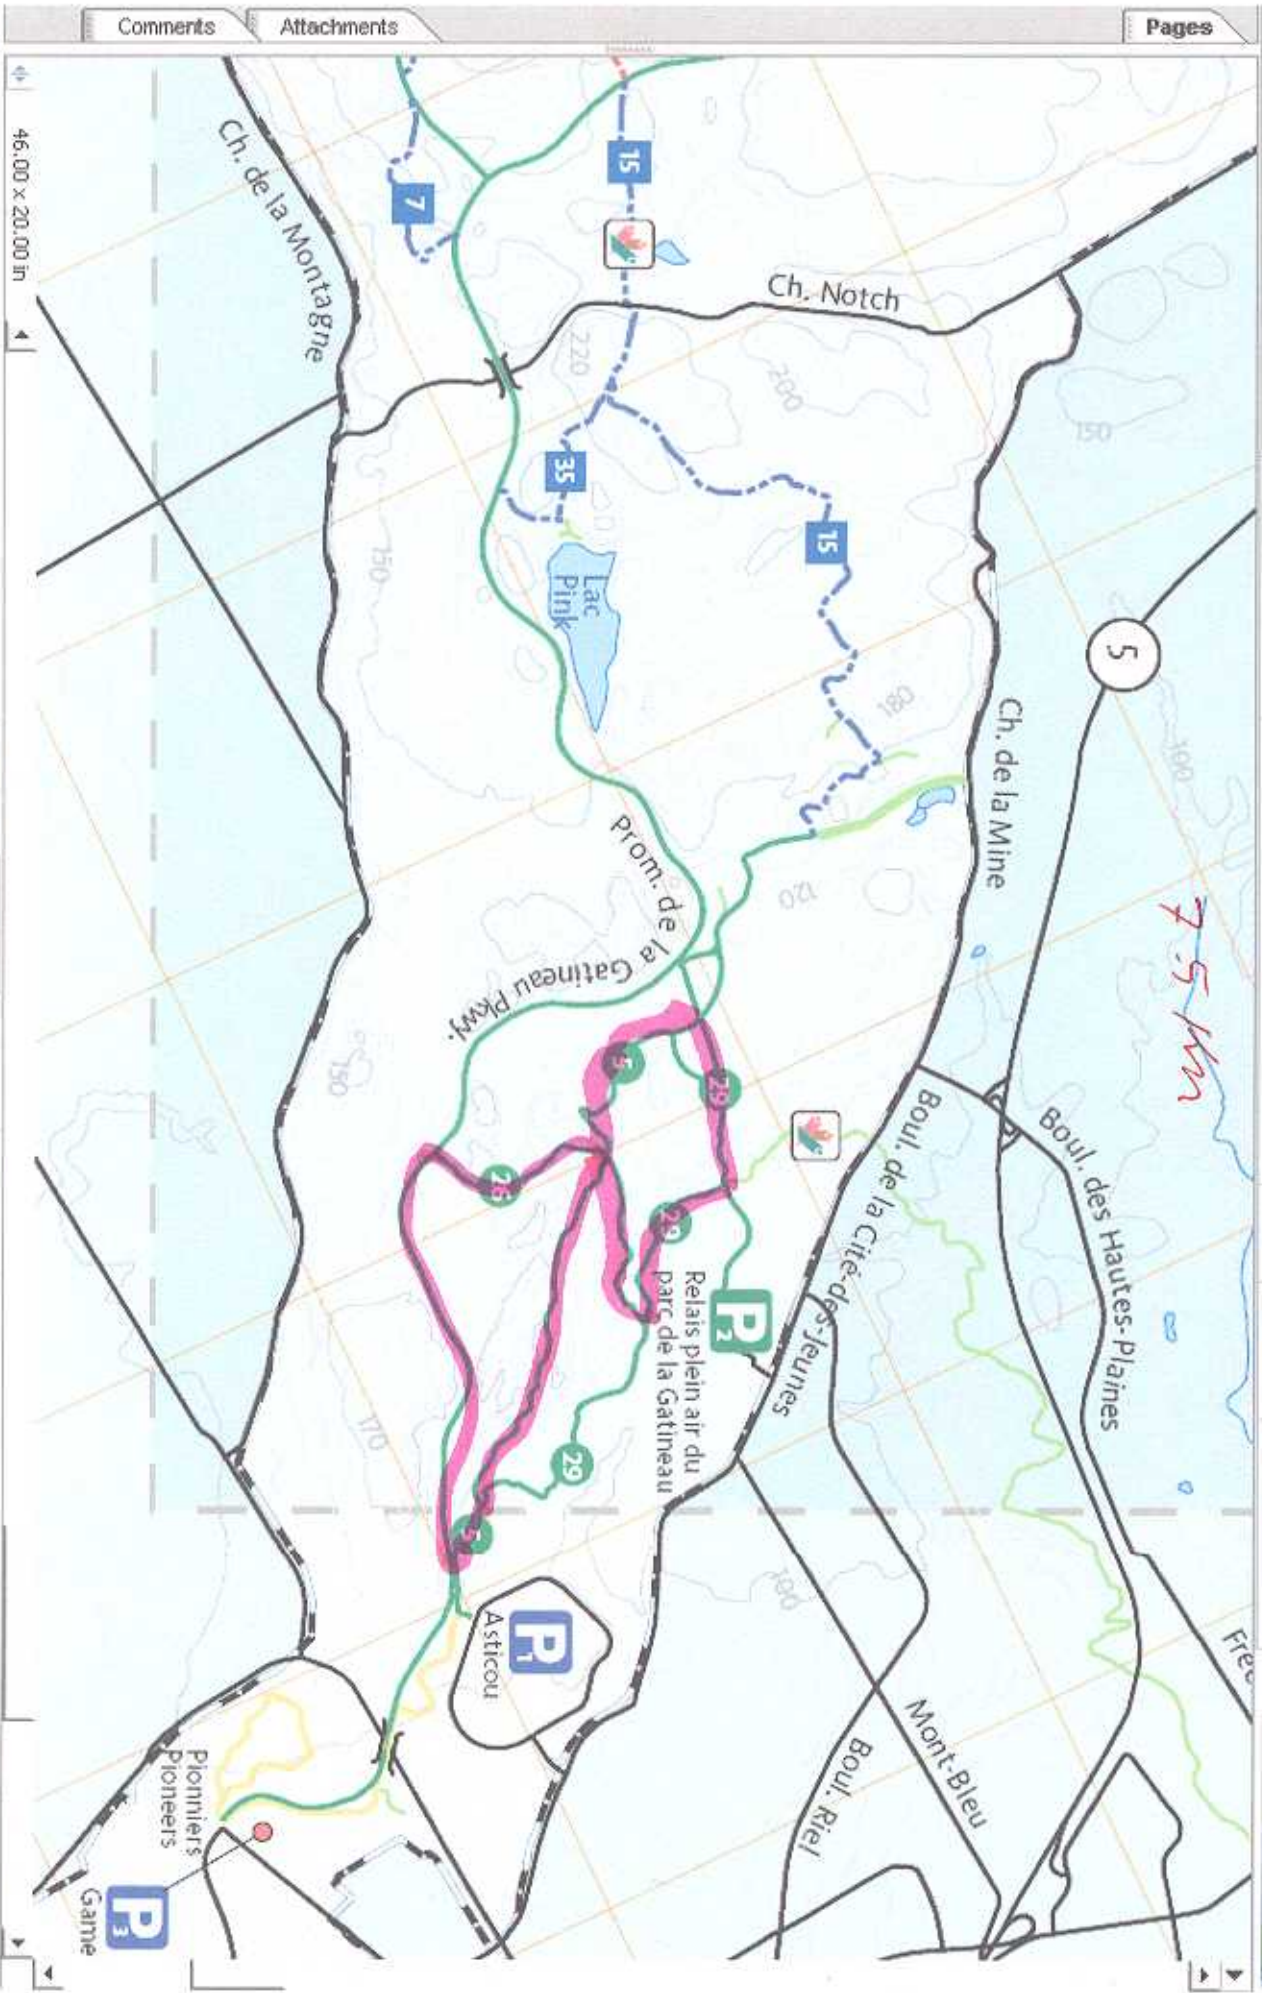 Comments
Attachments
Pages
46.00 x 20.00 in
Ch. de la Montagne
7
15
Ch. Notch
220
200
150
35
15
Lac
Pink
150
180
5
100
Ch. de la Mine
7.5 Km
120
Prom. de la Gatineau Pkwy.
150
5
29
26
29
Boul. de la Cité-des-Jeunes
Boul. des Hautes-Plaines
P2
Relais plein air du
parc de la Gatineau
29
170
5
100
P1
Asticou
Mont-Bleu
Boul. Riel
Pionniers
Pioneers
P3
Game